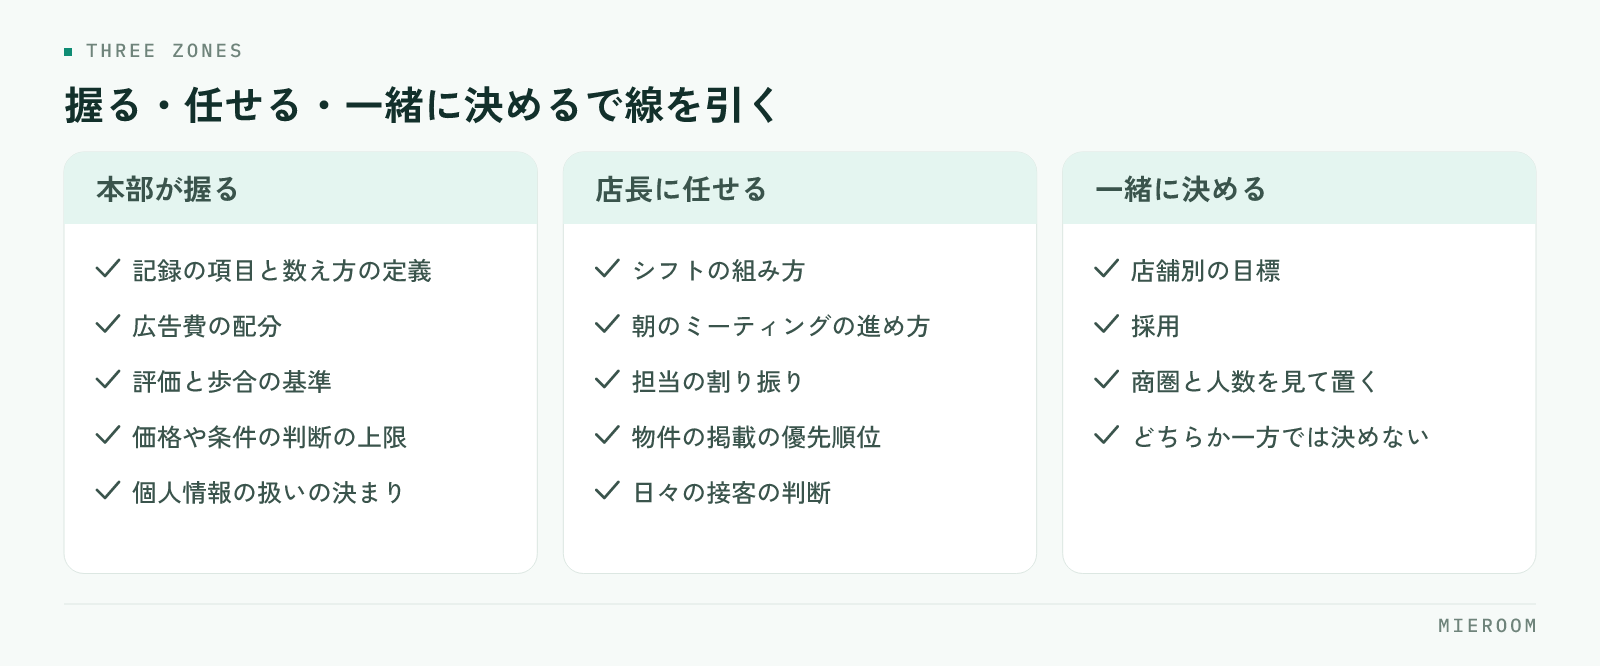 THREE ZONES
握る・任せる・一緒に決めるで線を引く
本部が握る
記録の項目と数え方の定義
広告費の配分
評価と歩合の基準
価格や条件の判断の上限
個人情報の扱いの決まり
店長に任せる
シフトの組み方
朝のミーティングの進め方
担当の割り振り
物件の掲載の優先順位
日々の接客の判断
一緒に決める
店舗別の目標
採用
商圏と人数を見て置く
どちらか一方では決めない
MIEROOM